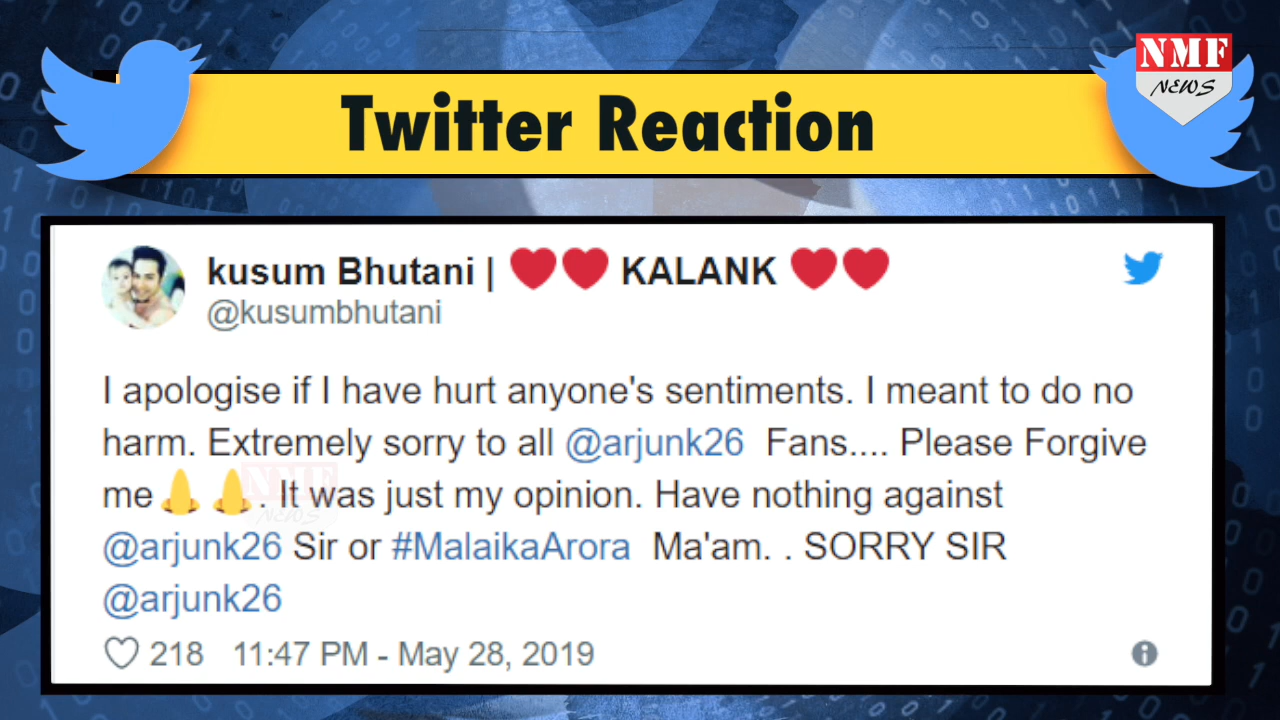 NMF
NEWS
Twitter Reaction
kusum Bhutani | ❤️❤️ KALANK ❤️❤️
@kusumbhutani
I apologise if I have hurt anyone's sentiments. I meant to do no
harm. Extremely sorry to all @arjunk26 Fans.... Please Forgive
me🙏🙏. It was just my opinion. Have nothing against
@arjunk26 Sir or #MalaikaArora Ma'am. . SORRY SIR
@arjunk26
218 11:47 PM - May 28, 2019
NMF
NEWS